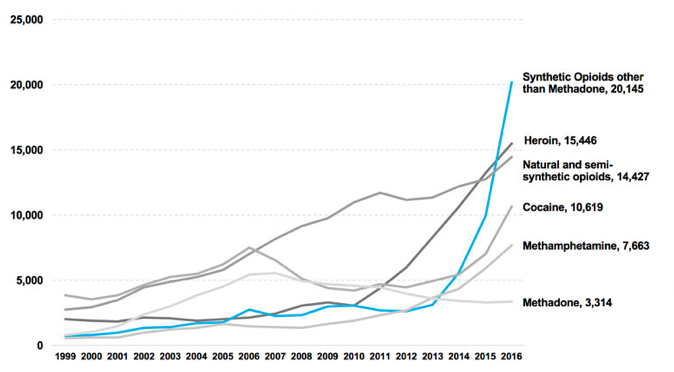 25,000
20,000
Synthetic Opioids other
than Methadone, 20,145
15,000
Heroin, 15,446
Natural and semi-
synthetic opioids, 14,427
10,000
Cocaine, 10,619
Methamphetamine, 7,663
5,000
Methadone, 3,314
0
1999 2000 2001 2002 2003 2004 2005 2006 2007 2008 2009 2010 2011 2012 2013 2014 2015 2016